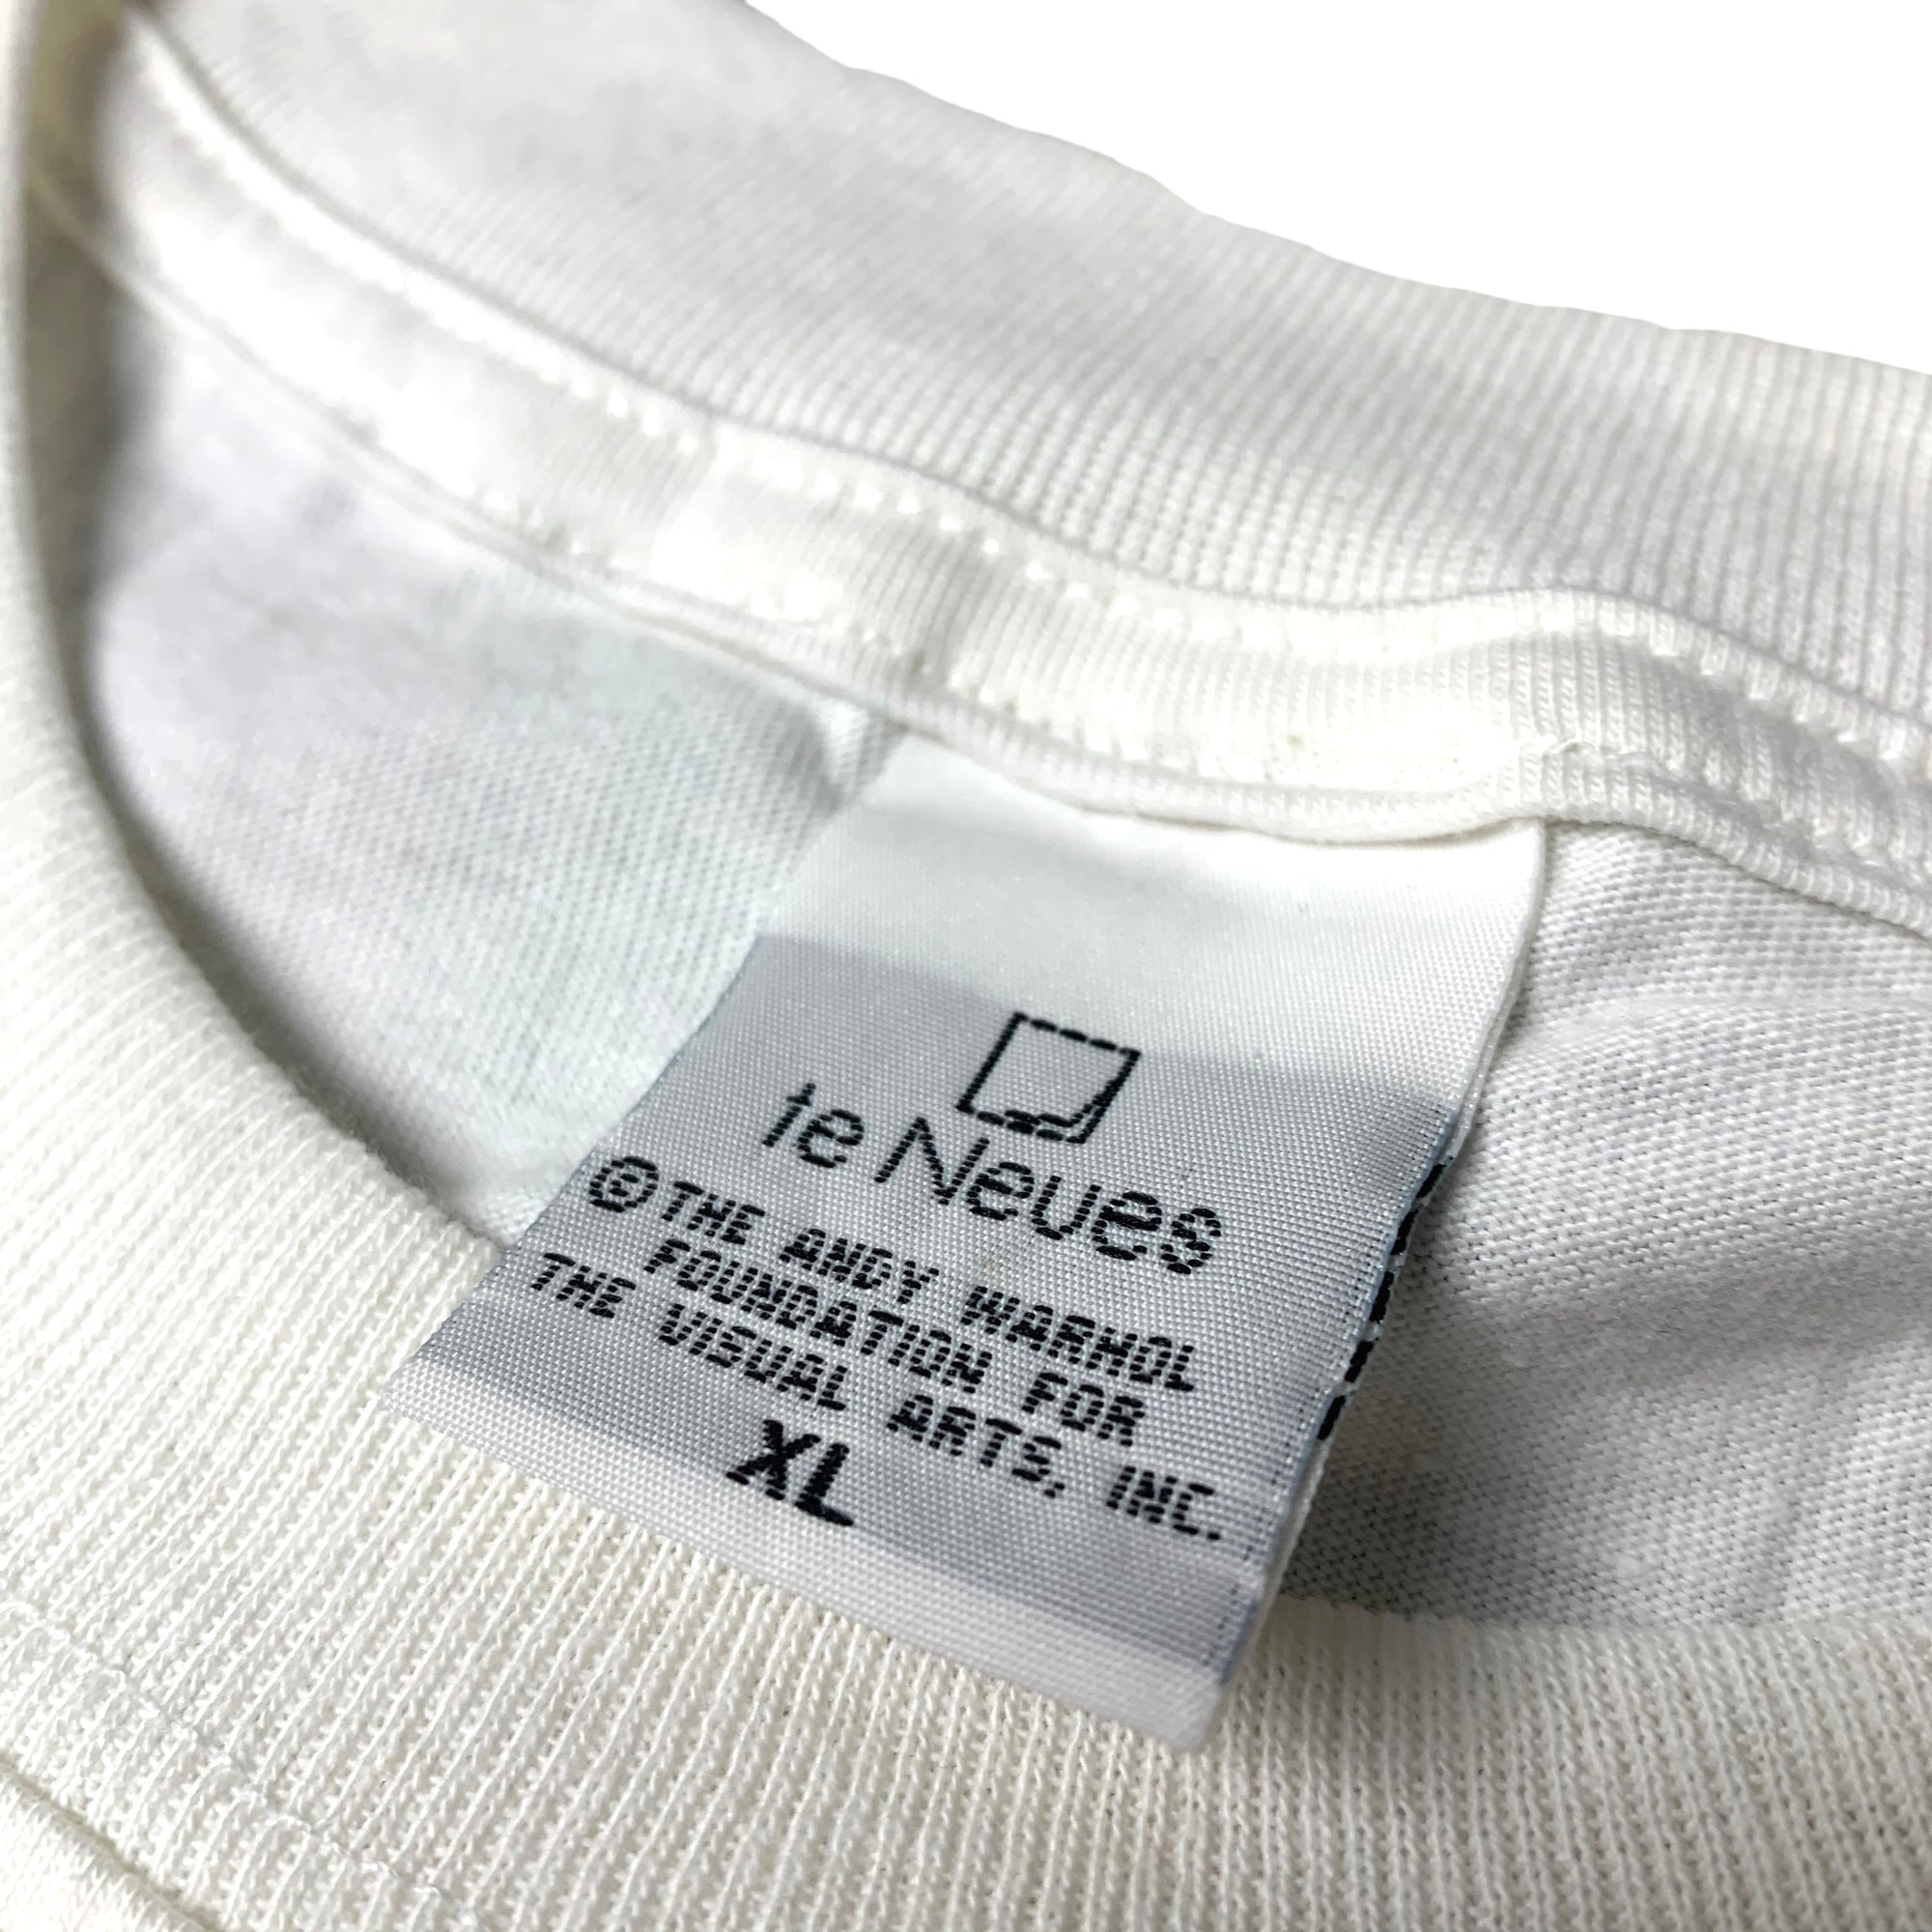 te Neues
© THE ANDY WARHOL
FOUNDATION FOR
THE VISUAL ARTS, INC.
XL